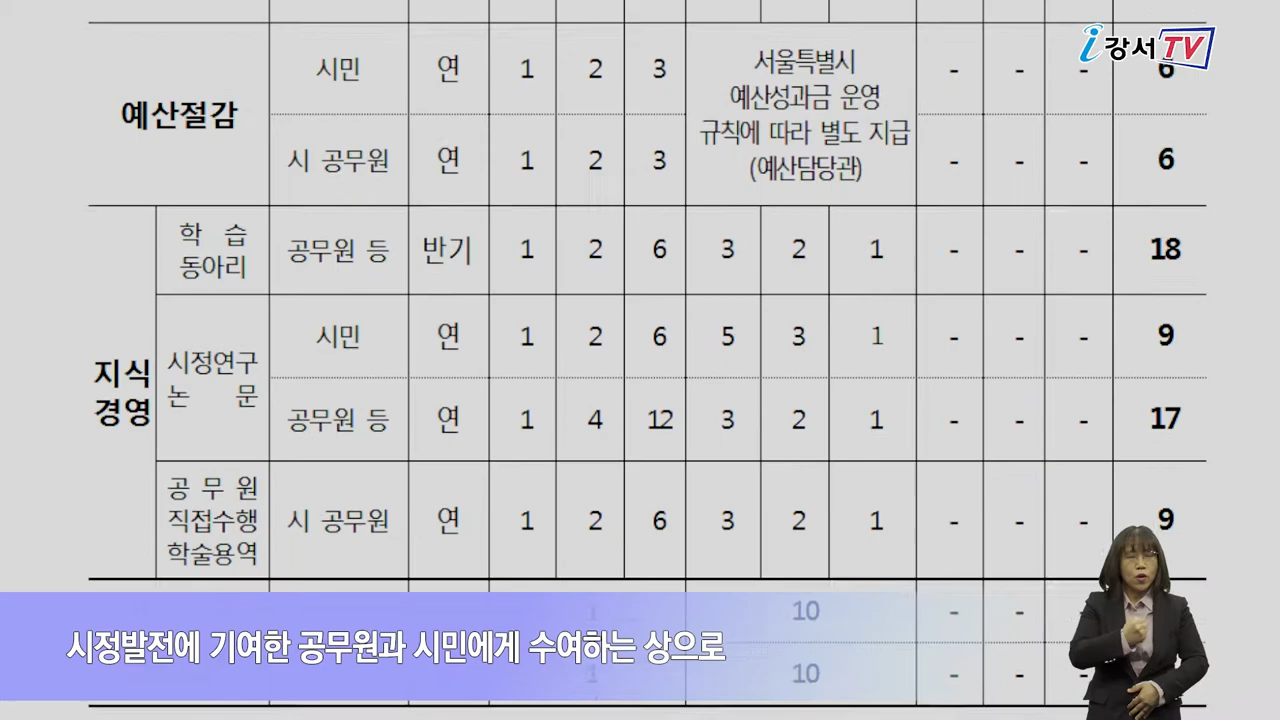 i강서TV
예산절감 시민 연 1 2 3 서울특별시 예산성과금 운영 규칙에 따라 별도 지급 (예산담당관) - - - 6
시 공무원 연 1 2 3 - - - 6
지식 경영
학 습 동아리 공무원 등 반기 1 2 6 3 2 1 - - - 18
시정연구 논 문 시민 연 1 2 6 5 3 1 - - - 9
공무원 등 연 1 4 12 3 2 1 - - - 17
공 무 원 직접수행 학술용역 시 공무원 연 1 2 6 3 2 1 - - - 9
1 10 - - -
1 10 - - -
시정발전에 기여한 공무원과 시민에게 수여하는 상으로